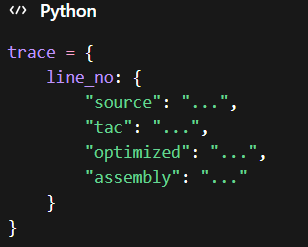 </> Python
trace = {
    line_no: {
        "source": "...",
        "tac": "...",
        "optimized": "...",
        "assembly": "..."
    }
}